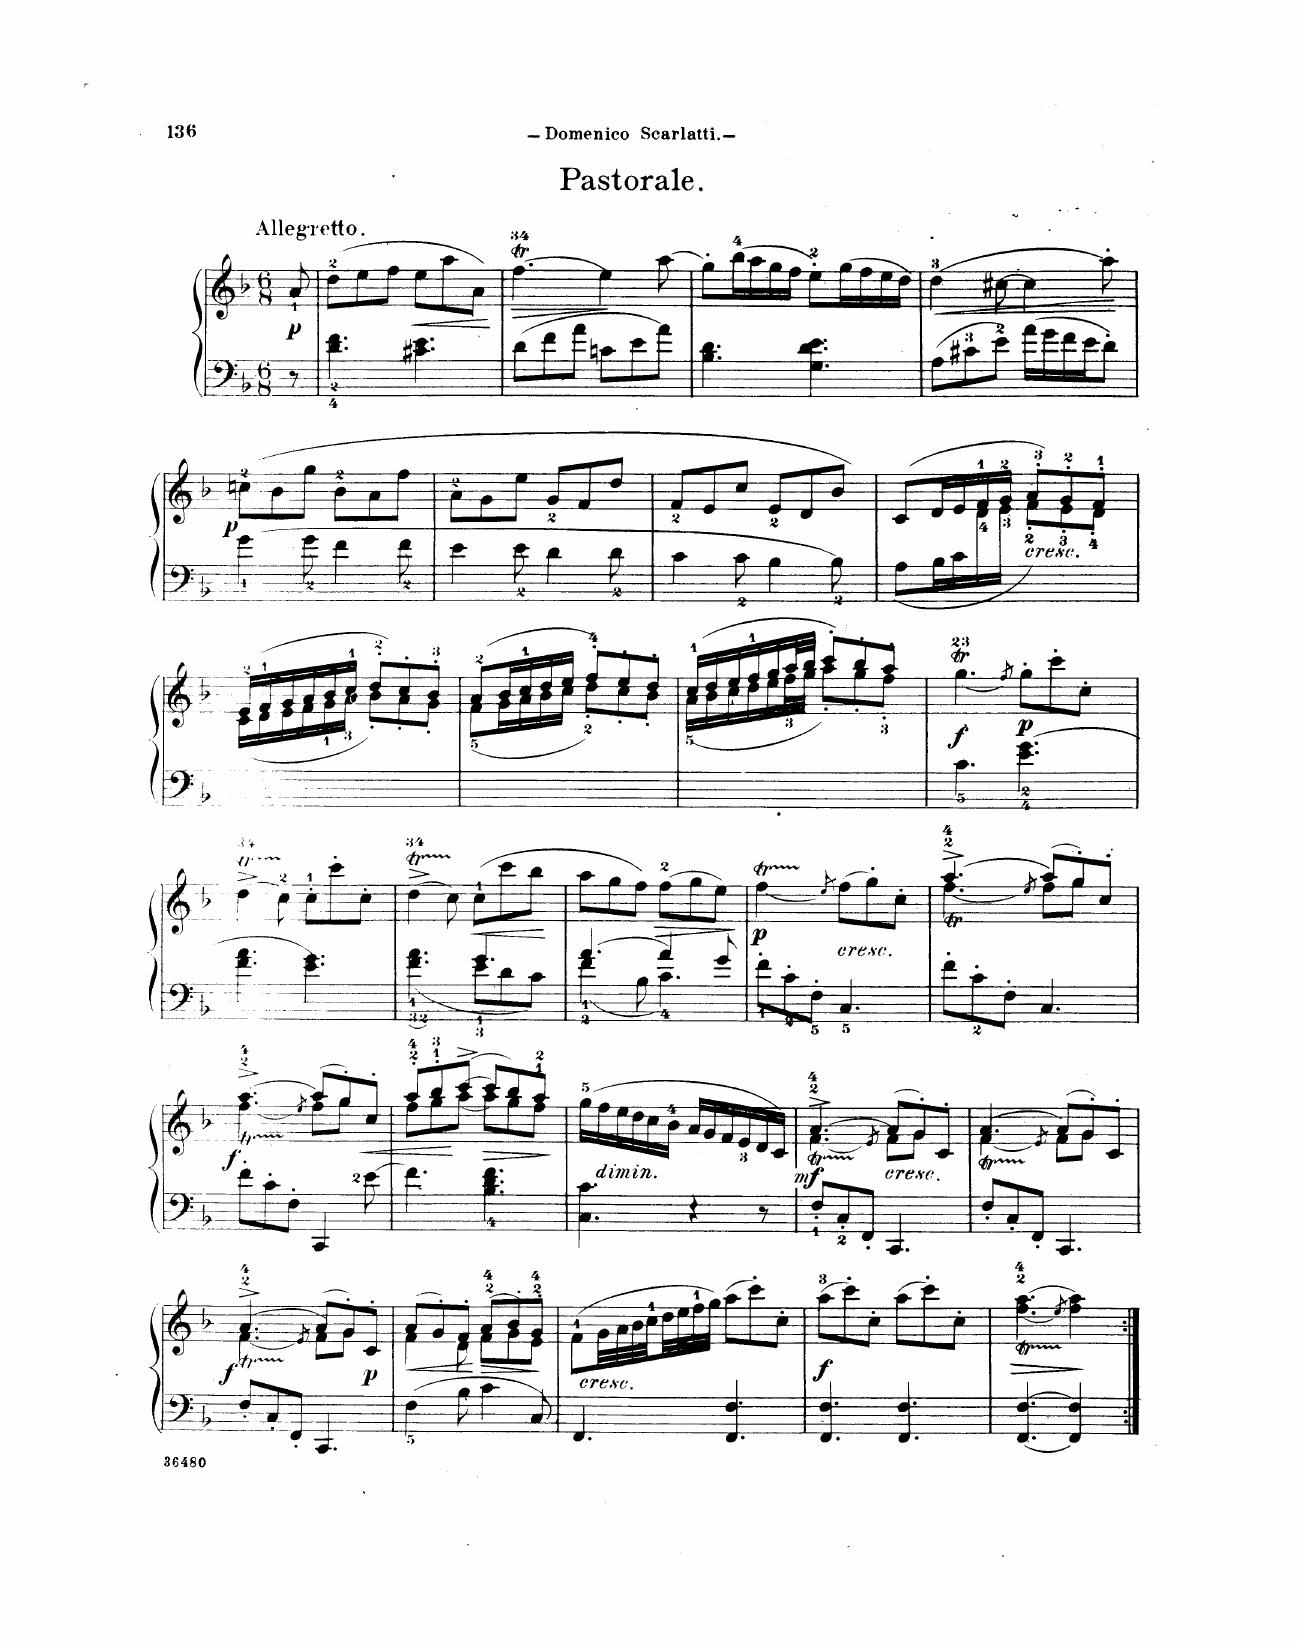 136
– Domenico Scarlatti. –
Pastorale.
Allegretto.
p
p
cresc.
f p
p cresc.
f dimin. mf cresc.
f p cresc. f
36480